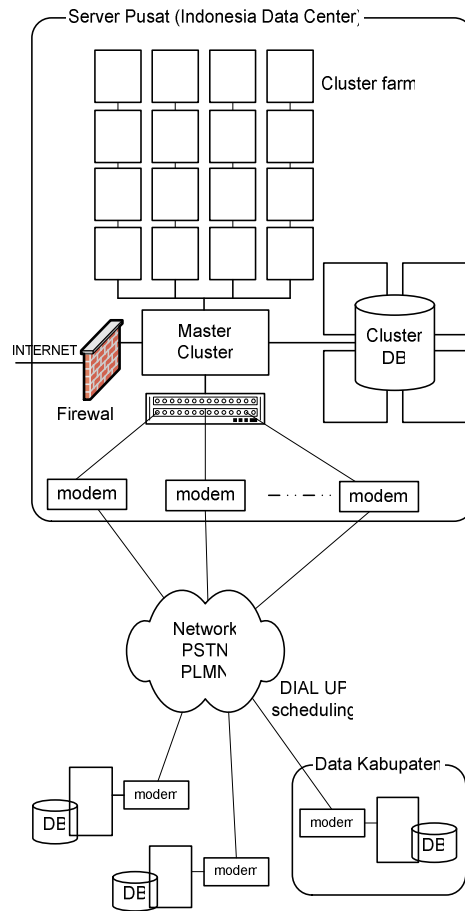 Server Pusat (Indonesia Data Center)
Cluster farm
Master
Cluster
Cluster
DB
INTERNET
Firewal
modem
modem
modem
Network
PSTN
PLMN
DIAL UP
scheduling
Data Kabupaten
modem
DB
modem
DB
modem
DB